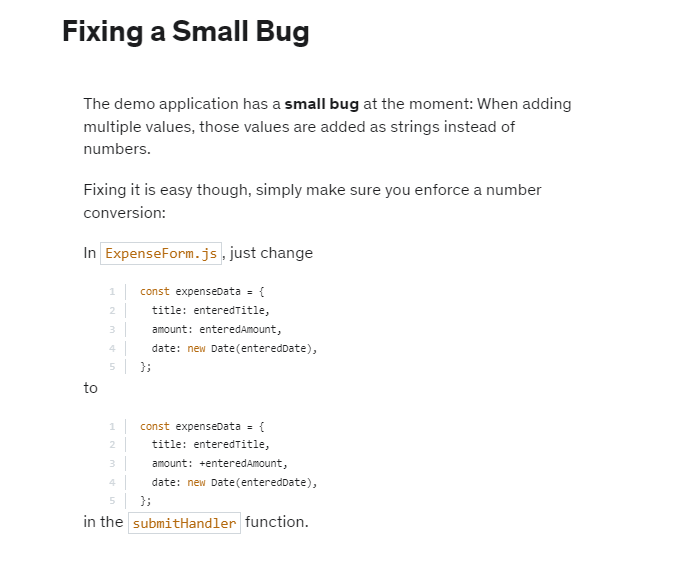 Fixing a Small Bug
The demo application has a small bug at the moment: When adding
multiple values, those values are added as strings instead of
numbers.
Fixing it is easy though, simply make sure you enforce a number
conversion:
In ExpenseForm.js, just change
1 const expenseData = {
2 title: enteredTitle,
3 amount: enteredAmount,
4 date: new Date(enteredDate),
5 };
to
1 const expenseData = {
2 title: enteredTitle,
3 amount: +enteredAmount,
4 date: new Date(enteredDate),
5 };
in the submitHandler function.